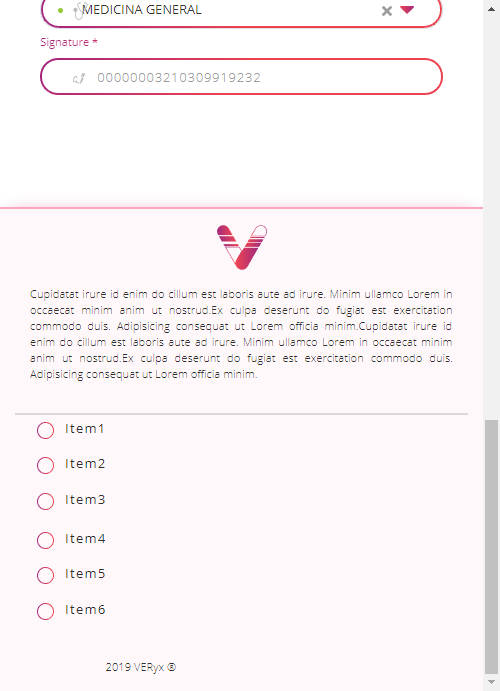 MEDICINA GENERAL
Signature *
00000003210309919232
Cupidatat irure id enim do cillum est laboris aute ad irure. Minim ullamco Lorem in
occaecat minim anim ut nostrud.Ex culpa deserunt do fugiat est exercitation
commodo duis. Adipisicing consequat ut Lorem officia minim.Cupidatat irure id
enim do cillum est laboris aute ad irure. Minim ullamco Lorem in occaecat minim
anim ut nostrud.Ex culpa deserunt do fugiat est exercitation commodo duis.
Adipisicing consequat ut Lorem officia minim.
Item1
Item2
Item3
Item4
Item5
Item6
2019 VERyx ®